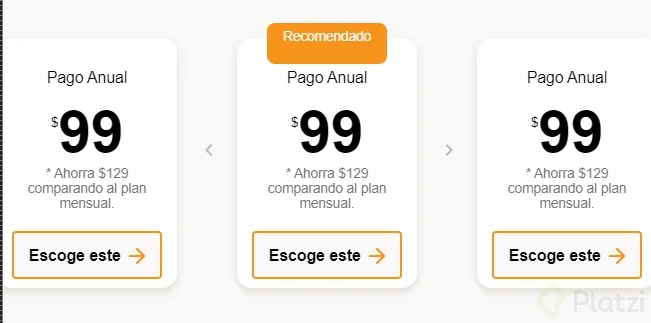 Recomendado
Pago Anual
$99
* Ahorra $129
comparando al plan
mensual.
Escoge este
Pago Anual
$99
* Ahorra $129
comparando al plan
mensual.
Escoge este
Pago Anual
$99
* Ahorra $129
comparando al plan
mensual.
Escoge este
Platzi